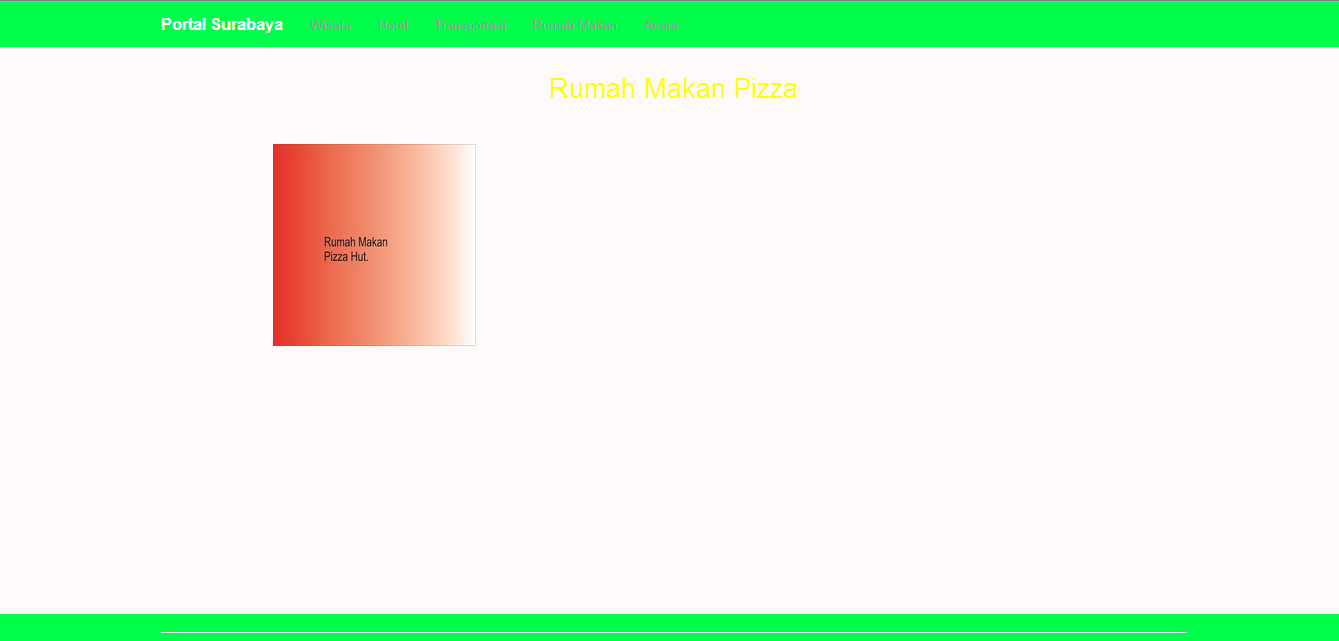 Portal Surabaya Wisata Hotel Transportasi Rumah Makan Acara
Rumah Makan Pizza
Rumah Makan
Pizza Hut.